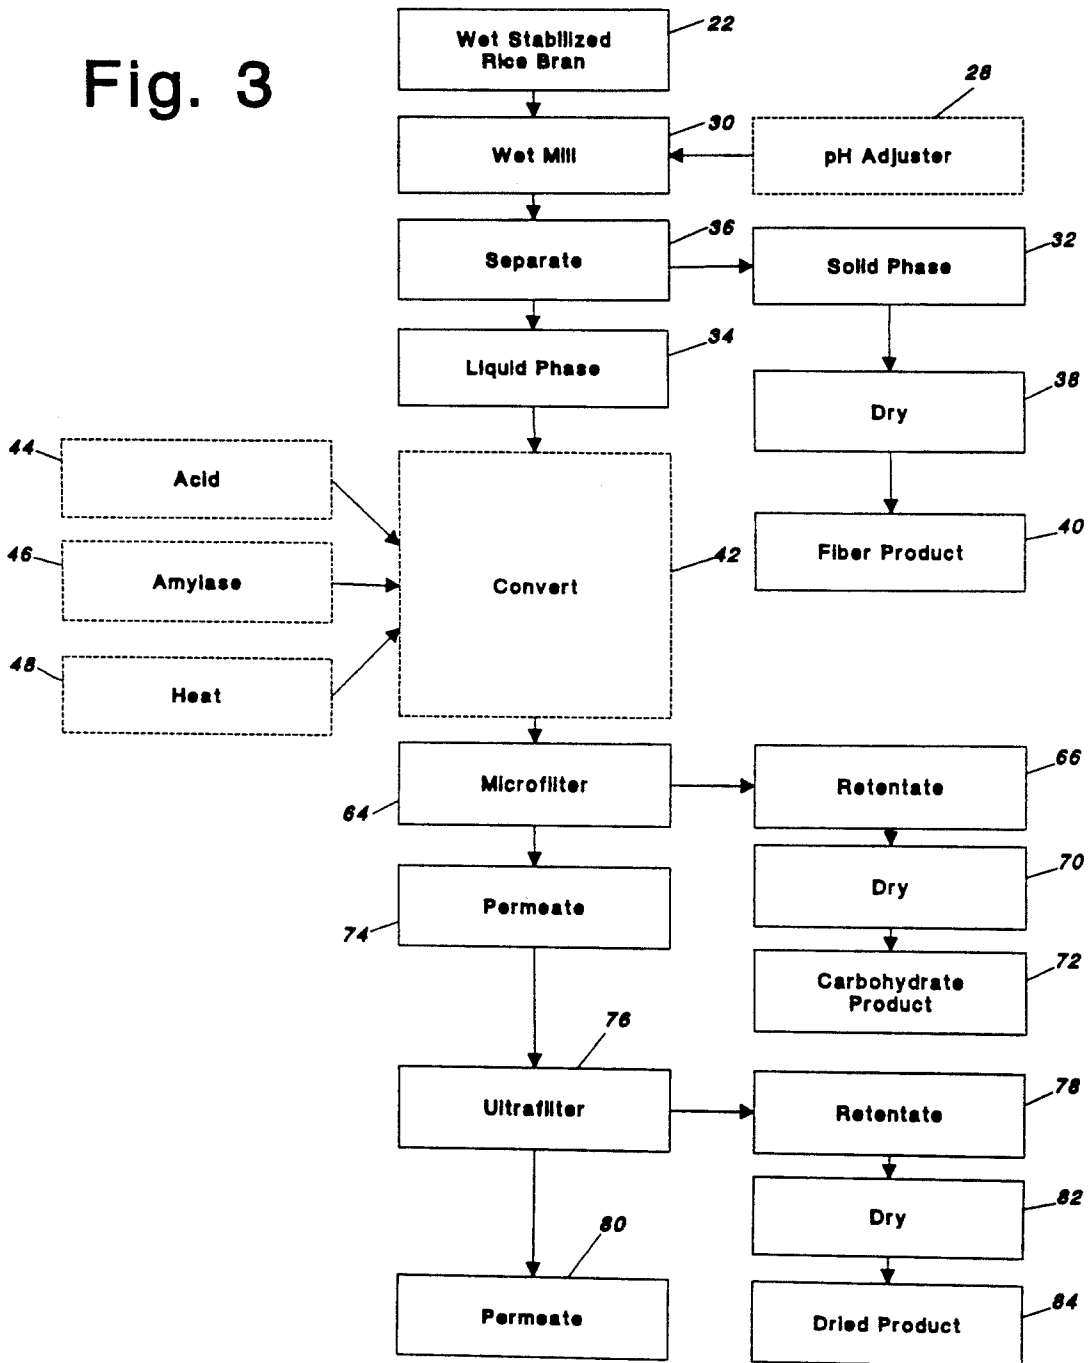 Fig. 3
Wet Stabilized
Rice Bran
22
28
Wet Mill
30
pH Adjuster
Separate
36
Solid Phase
32
Liquid Phase
34
Dry
38
44
Acid
46
Amylase
48
Heat
Convert
42
Fiber Product
40
Microfilter
64
Retentate
66
Dry
70
Permeate
74
Carbohydrate
Product
72
76
Ultrafilter
Retentate
78
Dry
82
80
Permeate
Dried Product
84